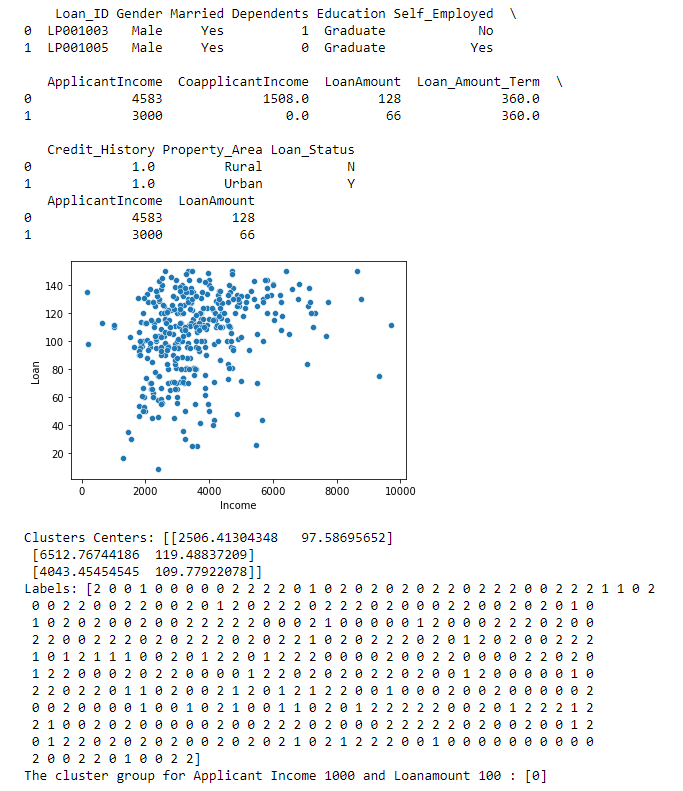 Loan_ID Gender Married Dependents Education Self_Employed \
0 LP001003 Male Yes 1 Graduate No
1 LP001005 Male Yes 0 Graduate Yes
ApplicantIncome CoapplicantIncome LoanAmount Loan_Amount_Term \
0 4583 1508.0 128 360.0
1 3000 0.0 66 360.0
Credit_History Property_Area Loan_Status
0 1.0 Rural N
1 1.0 Urban Y
ApplicantIncome LoanAmount
0 4583 128
1 3000 66
140
120
100
80
60
40
20
Loan
0 2000 4000 6000 8000 10000
Income
Clusters Centers: [[2506.41304348 97.58695652]
[6512.76744186 119.48837209]
[4043.45454545 109.77922078]]
Labels: [2 0 0 1 0 0 0 0 0 2 2 2 2 0 1 0 2 0 2 0 2 0 2 2 0 2 2 2 0 0 2 2 2 1 1 0 2
0 0 2 2 0 0 2 2 0 0 2 0 1 2 0 2 2 2 0 2 2 2 0 2 0 0 0 2 2 0 0 2 0 2 0 1 0
1 0 2 0 2 0 0 2 0 0 2 2 2 2 2 0 0 0 2 1 0 0 0 0 0 1 2 0 0 0 2 2 2 0 2 0 0
2 2 0 0 2 2 2 0 2 0 2 2 2 0 2 0 2 2 1 0 2 0 2 2 2 0 2 0 1 2 0 2 0 0 2 2 2
1 0 1 2 1 1 1 0 0 2 0 1 2 2 0 1 2 2 2 0 0 0 0 2 0 0 2 2 0 0 0 0 2 2 0 2 0
1 2 2 0 0 0 2 0 2 2 0 0 0 0 1 2 2 0 2 0 2 0 2 2 0 2 0 0 1 2 0 0 0 0 0 1 0
2 2 0 2 2 0 1 1 0 2 0 0 2 1 2 0 1 2 1 2 2 0 0 1 0 0 0 2 0 0 2 0 0 0 0 0 2
0 0 2 0 0 0 0 1 0 0 1 0 2 1 0 0 1 1 0 2 0 1 2 2 2 2 2 2 0 0 2 0 1 2 2 1 2
2 1 0 0 2 0 2 0 0 0 0 0 2 0 0 2 2 0 2 0 0 0 2 2 2 2 0 2 2 0 2 0 0 1 2
0 1 2 2 0 2 0 2 0 2 0 0 2 0 2 0 2 1 0 2 1 2 2 2 0 0 1 0 0 0 0 0 0 0 0 0 0
2 0 0 2 2 0 1 0 0 2 2]
The cluster group for Applicant Income 1000 and Loanamount 100 : [0]